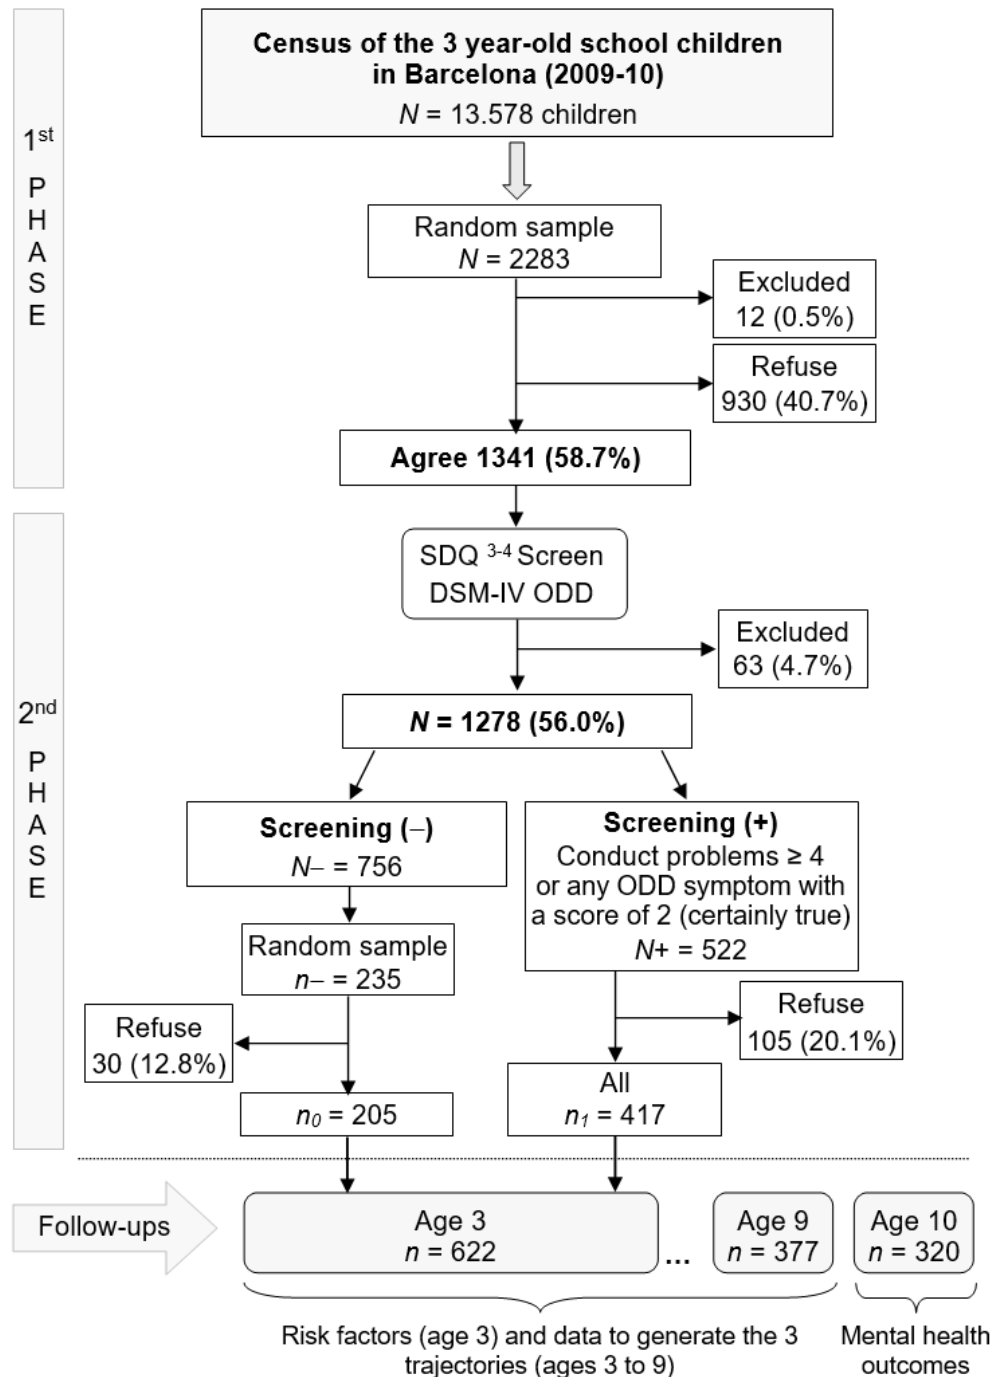 Census of the 3 year-old school children
in Barcelona (2009-10)
N = 13.578 children
1st
P
H
A
S
E
Random sample
N = 2283
Excluded
12 (0.5%)
Refuse
930 (40.7%)
Agree 1341 (58.7%)
2nd
P
H
A
S
E
SDQ 3-4 Screen
DSM-IV ODD
Excluded
63 (4.7%)
N = 1278 (56.0%)
Screening (–)
N– = 756
Screening (+)
Conduct problems ≥ 4
or any ODD symptom with
a score of 2 (certainly true)
N+ = 522
Random sample
n– = 235
Refuse
30 (12.8%)
Refuse
105 (20.1%)
n0 = 205
All
n1 = 417
Follow-ups
Age 3
n = 622
...
Age 9
n = 377
Age 10
n = 320
Risk factors (age 3) and data to generate the 3
trajectories (ages 3 to 9)
Mental health
outcomes